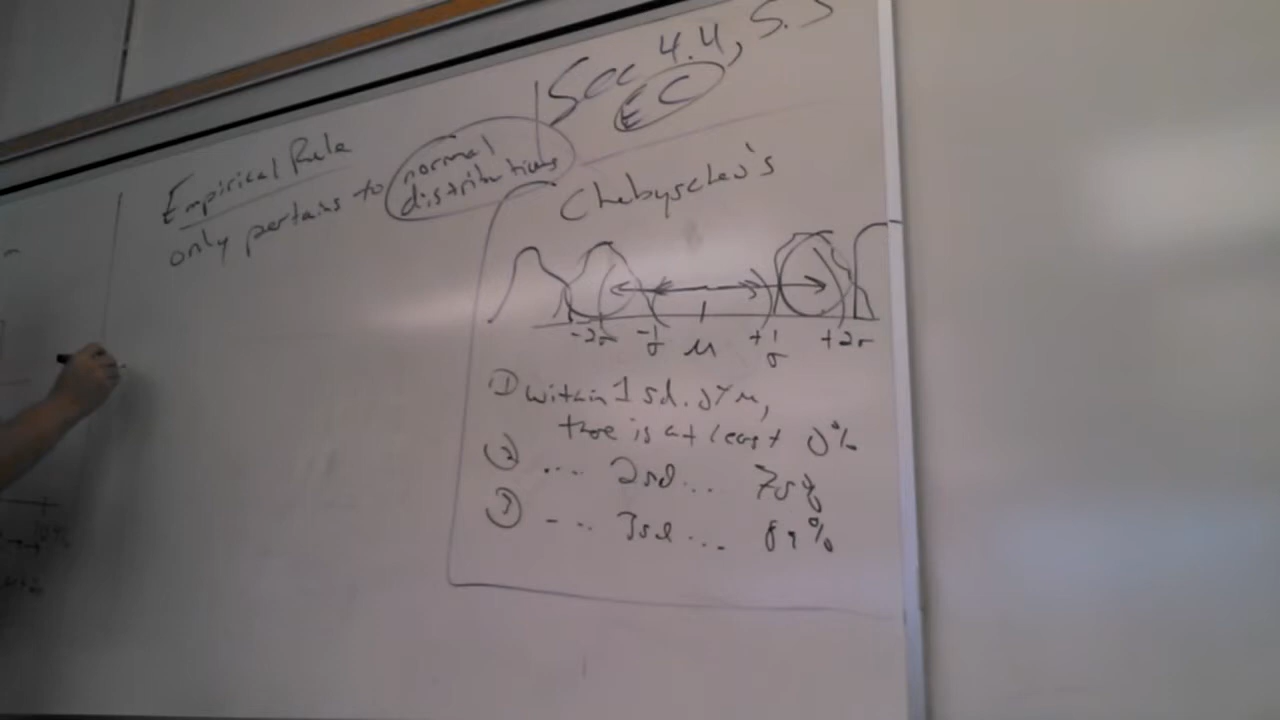 Sec 4.4, 5.5
EC
Empirical Rule
only pertains to normal
distributions
Chebyschev's
-2σ -1σ μ +1σ +2σ
① within 1 sd. of μ,
there is at least 0%
② .... 2sd... 75%
③ - .. 3sd... 89%